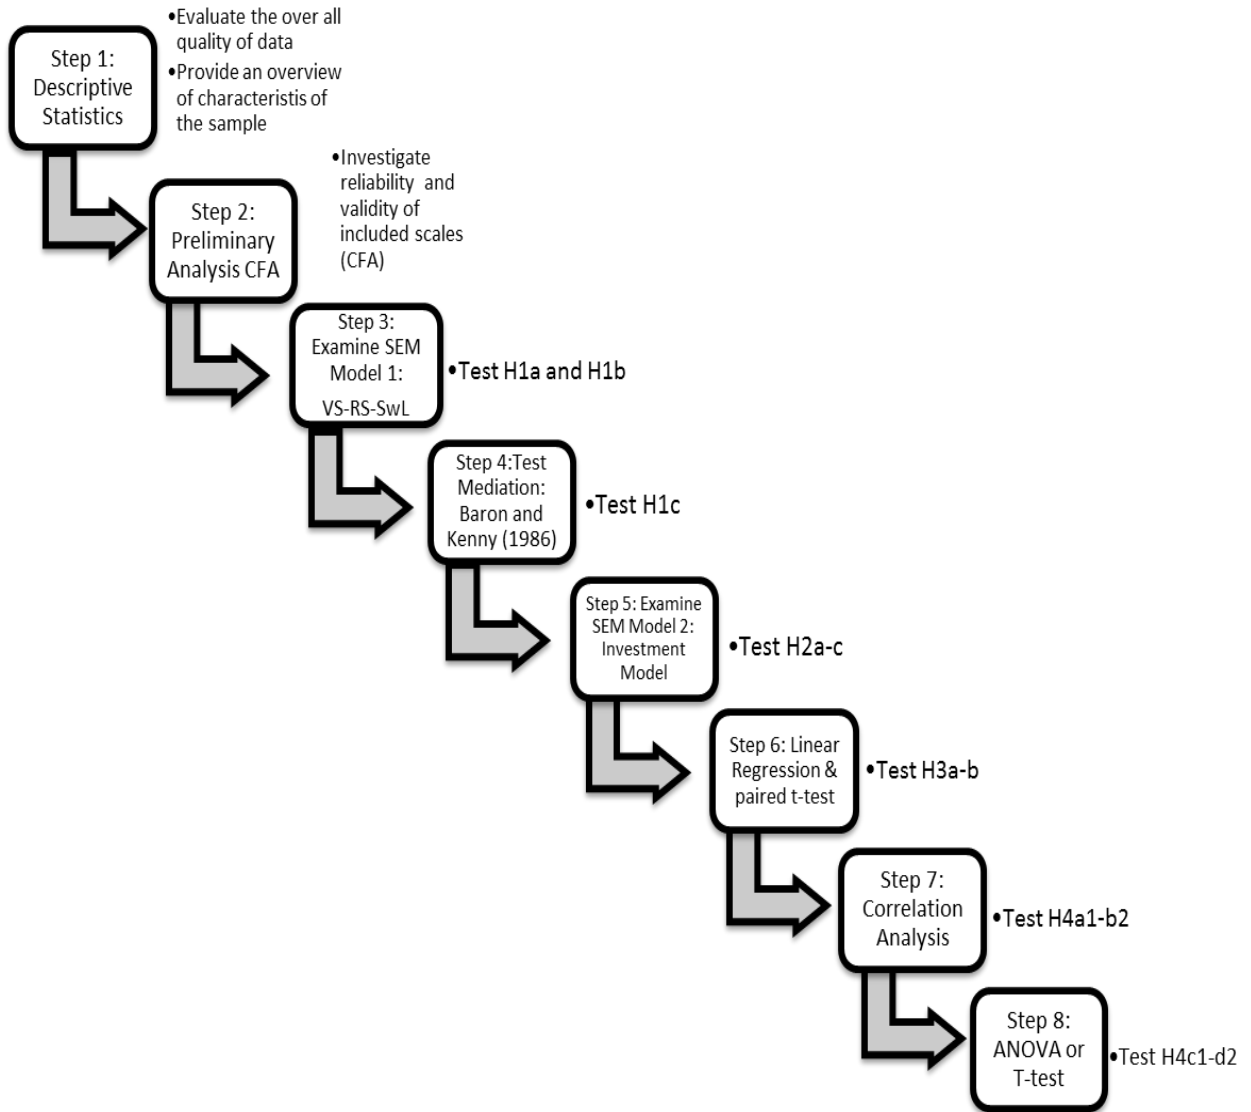 Step 1:
Descriptive
Statistics
•Evaluate the over all
quality of data
•Provide an overview
of characteristis of
the sample
Step 2:
Preliminary
Analysis CFA
•Investigate
reliability and
validity of
included scales
(CFA)
Step 3:
Examine SEM
Model 1:
VS-RS-SwL
•Test H1a and H1b
Step 4:Test
Mediation:
Baron and
Kenny (1986)
•Test H1c
Step 5: Examine
SEM Model 2:
Investment
Model
•Test H2a-c
Step 6: Linear
Regression &
paired t-test
•Test H3a-b
Step 7:
Correlation
Analysis
•Test H4a1-b2
Step 8:
ANOVA or
T-test
•Test H4c1-d2